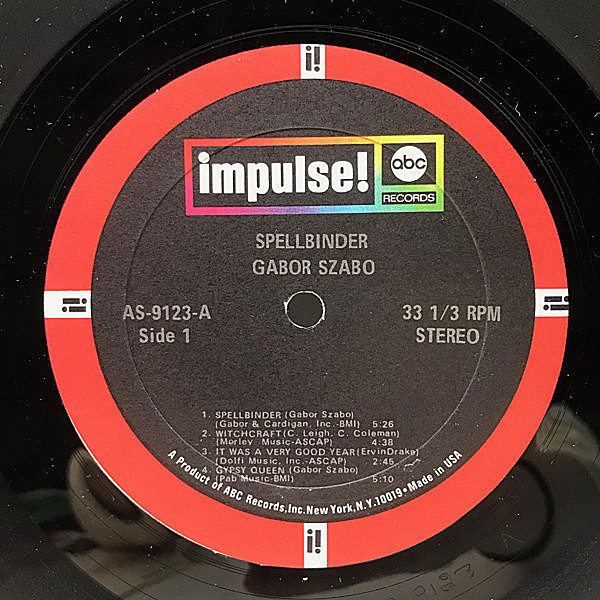 i!
impulse!
abc
RECORDS
SPELLBINDER
GABOR SZABO
AS-9123-A
Side 1
33 1/3 RPM
STEREO
i!
i!
1. SPELLBINDER (Gabor Szabo)
(Gabor & Cardigan, Inc.-BMI) 5:26
2. WITCHCRAFT (C. Leigh, C. Coleman)
(Morley Music-ASCAP) 4:38
3. IT WAS A VERY GOOD YEAR (Ervin Drake)
(Dolfi Music, Inc.-ASCAP) 2:45
4. GYPSY QUEEN (Gabor Szabo)
(Pab Music-BMI) 5:10
A Product of ABC Records, Inc. New York, N.Y. 10019 • Made in USA
i!